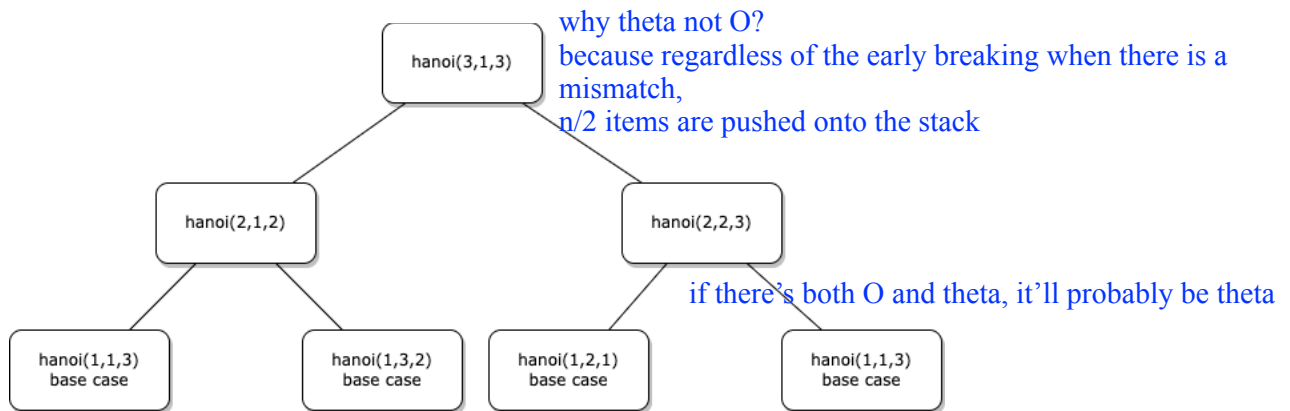 hanoi(3,1,3)
why theta not O?
because regardless of the early breaking when there is a
mismatch,
n/2 items are pushed onto the stack
hanoi(2,1,2)
hanoi(2,2,3)
if there's both O and theta, it'll probably be theta
hanoi(1,1,3)
base case
hanoi(1,3,2)
base case
hanoi(1,2,1)
base case
hanoi(1,1,3)
base case